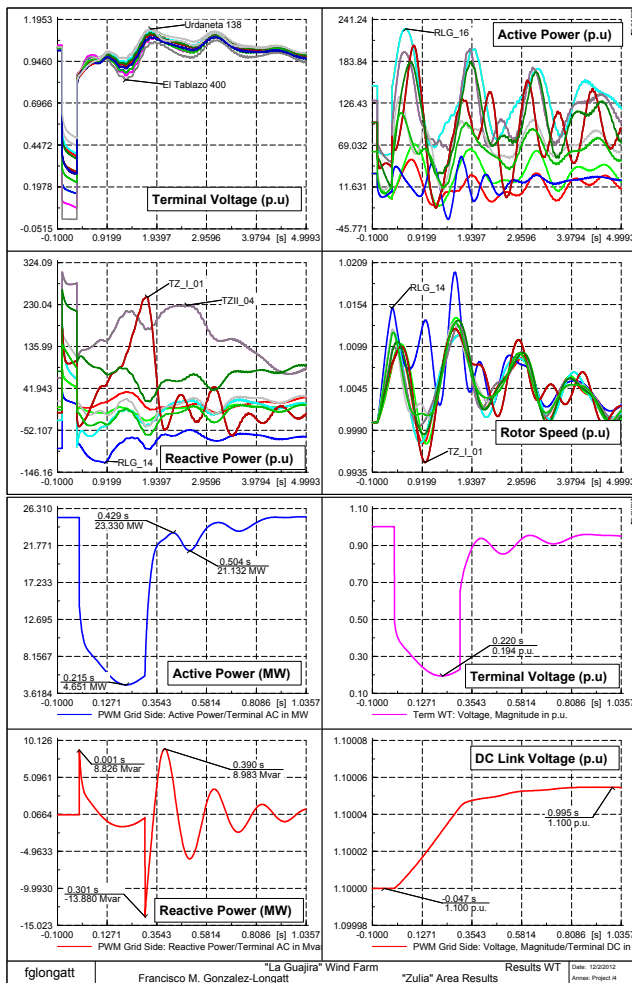 1.1953
0.9460
0.6966
0.4472
0.1978
-0.0515
-0.1000
0.9199
1.9397
2.9596
3.9794
[s]
4.9993
Urdaneta 138
El Tablazo 400
Terminal Voltage (p.u)
241.24
183.84
126.43
69.032
11.631
-45.771
-0.1000
0.9199
1.9397
2.9596
3.9794
[s]
4.9993
RLG_16
Active Power (p.u)
324.09
230.04
135.99
41.943
-52.107
-146.16
-0.1000
0.9199
1.9397
2.9596
3.9794
[s]
4.9993
TZ_I_01
TZII_04
RLG_14
Reactive Power (p.u)
1.0209
1.0154
1.0099
1.0045
0.9990
0.9935
-0.1000
0.9199
1.9397
2.9596
3.9794
[s]
4.9993
RLG_14
TZ_I_01
Rotor Speed (p.u)
26.310
21.771
17.233
12.695
8.1567
3.6184
-0.1000
0.1271
0.3543
0.5814
0.8086
[s]
1.0357
0.429 s
23.330 MW
0.504 s
21.132 MW
0.215 s
4.651 MW
Active Power (MW)
PWM Grid Side: Active Power/Terminal AC in MW
1.10
0.90
0.70
0.50
0.30
0.10
-0.1000
0.1271
0.3543
0.5814
0.8086
[s]
1.0357
0.220 s
0.194 p.u.
Terminal Voltage (p.u)
Term WT: Voltage, Magnitude in p.u.
10.126
5.0961
0.0664
-4.9633
-9.9930
-15.023
-0.1000
0.1271
0.3543
0.5814
0.8086
[s]
1.0357
0.001 s
8.826 Mvar
0.390 s
8.983 Mvar
0.301 s
-13.880 Mvar
Reactive Power (MW)
PWM Grid Side: Reactive Power/Terminal AC in Mvar
1.10008
1.10006
1.10004
1.10002
1.10000
1.09998
-0.1000
0.1271
0.3543
0.5814
0.8086
[s]
1.0357
DC Link Voltage (p.u)
0.995 s
1.100 p.u.
-0.047 s
1.100 p.u.
PWM Grid Side: Voltage, Magnitude/Terminal DC in
fglongatt
"La Guajira" Wind Farm
Results WT
Francisco M. Gonzalez-Longatt
"Zulia" Area Results
Date: 12/2/2012
Annex: Project /4